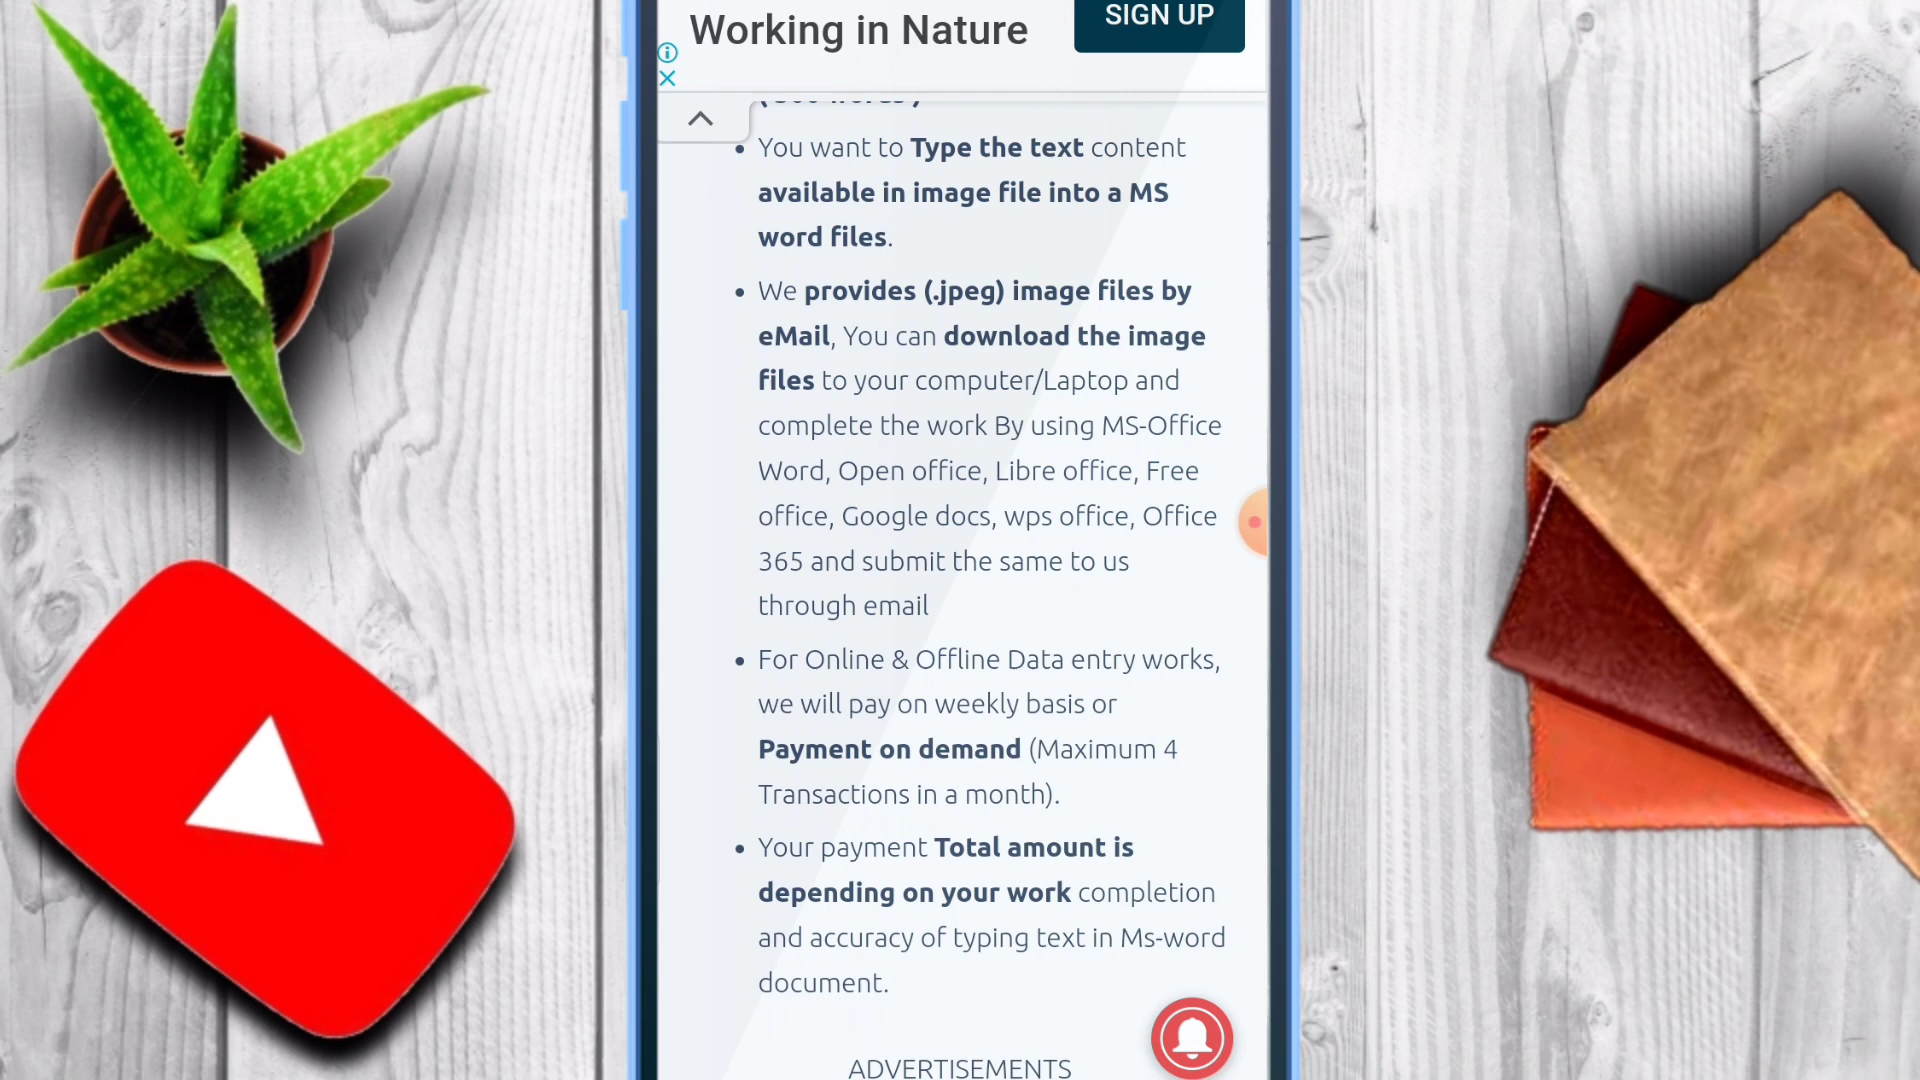 Working in Nature
SIGN UP
You want to Type the text content
available in image file into a MS
word files.
We provides (.jpeg) image files by
eMail, You can download the image
files to your computer/Laptop and
complete the work By using MS-Office
Word, Open office, Libre office, Free
office, Google docs, wps office, Office
365 and submit the same to us
through email
For Online & Offline Data entry works,
we will pay on weekly basis or
Payment on demand (Maximum 4
Transactions in a month).
Your payment Total amount is
depending on your work completion
and accuracy of typing text in Ms-word
document.
ADVERTISEMENTS